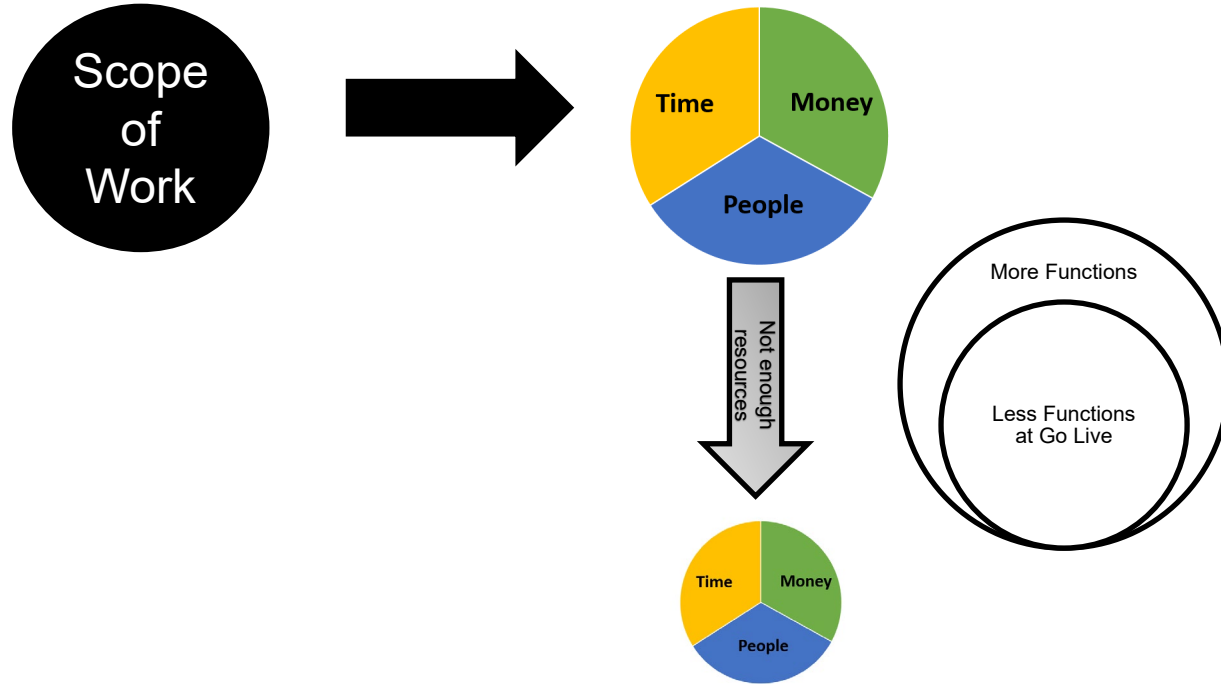 Scope
of
Work
Time
Money
People
Not enough
resources
More Functions
Less Functions
at Go Live
Time
Money
People